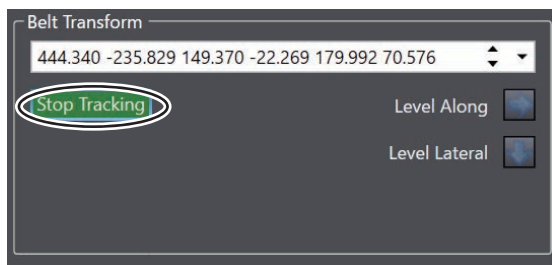 Belt Transform
444.340 -235.829 149.370 -22.269 179.992 70.576
Stop Tracking
Level Along
Level Lateral